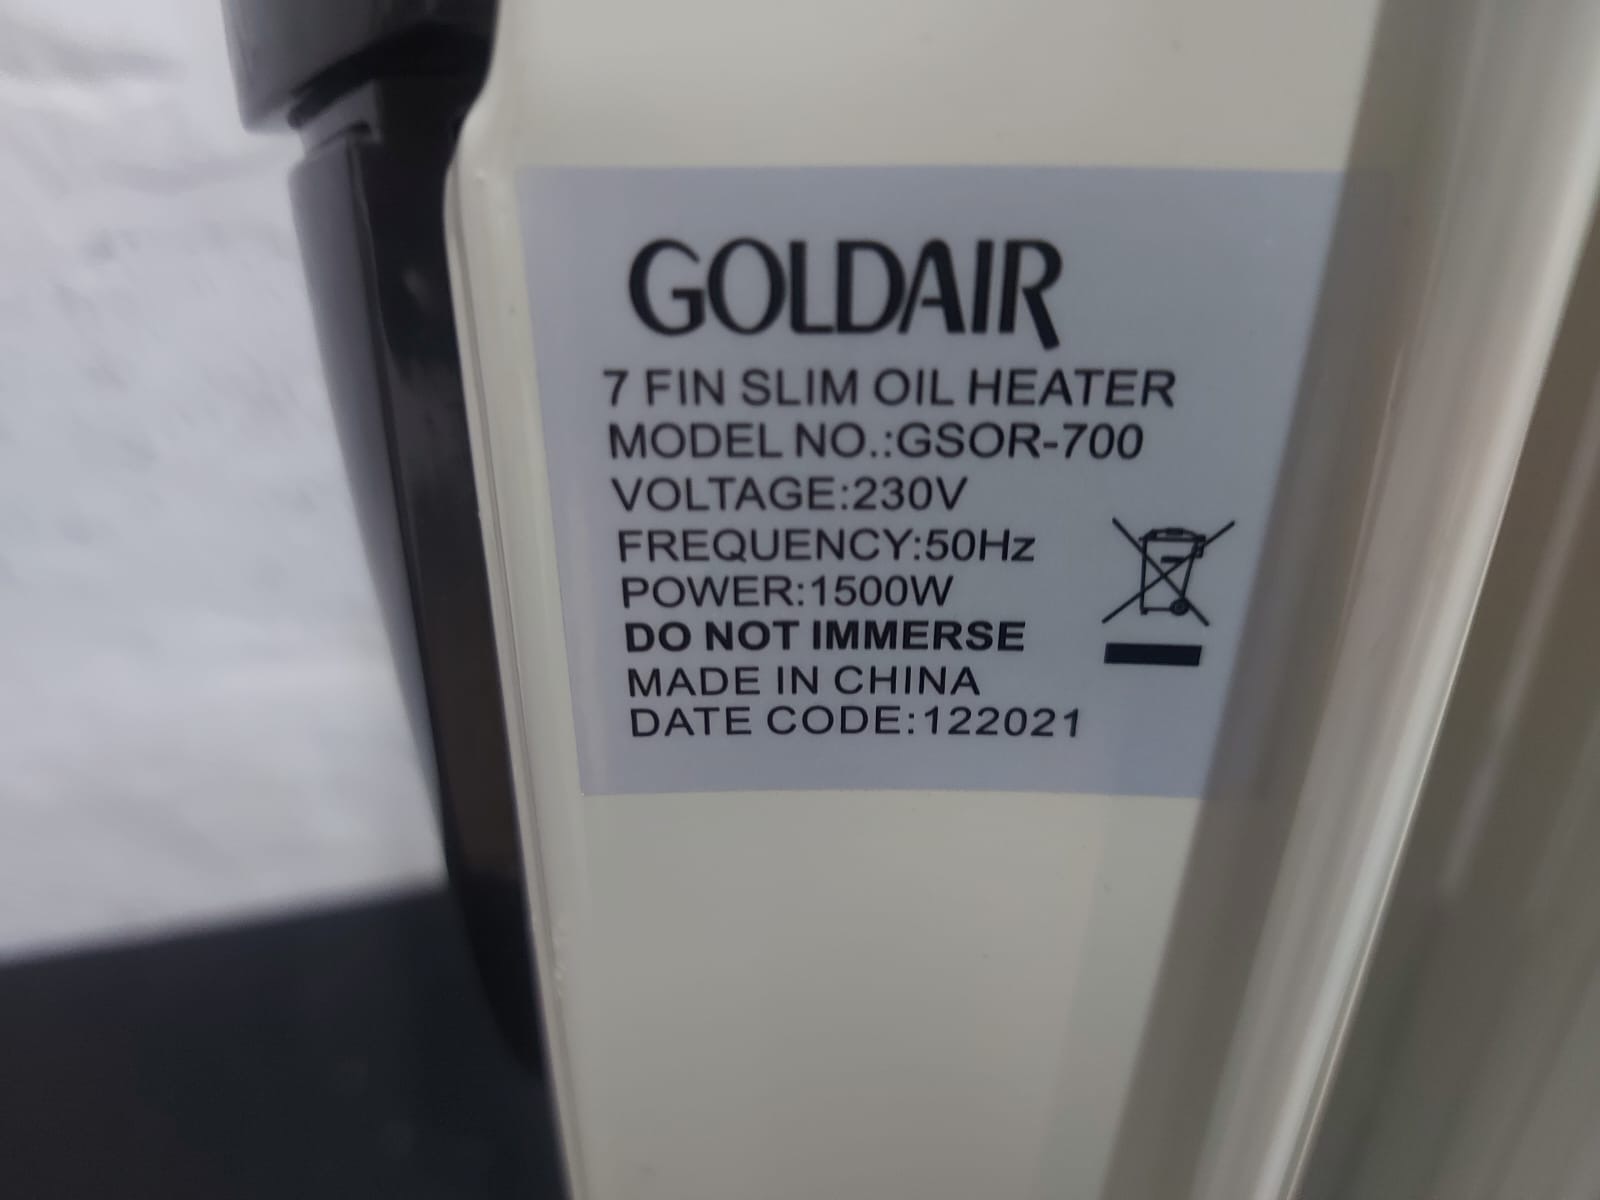 GOLDAIR
7 FIN SLIM OIL HEATER
MODEL NO.:GSOR-700
VOLTAGE:230V
FREQUENCY:50Hz
POWER:1500W
DO NOT IMMERSE
MADE IN CHINA
DATE CODE:122021